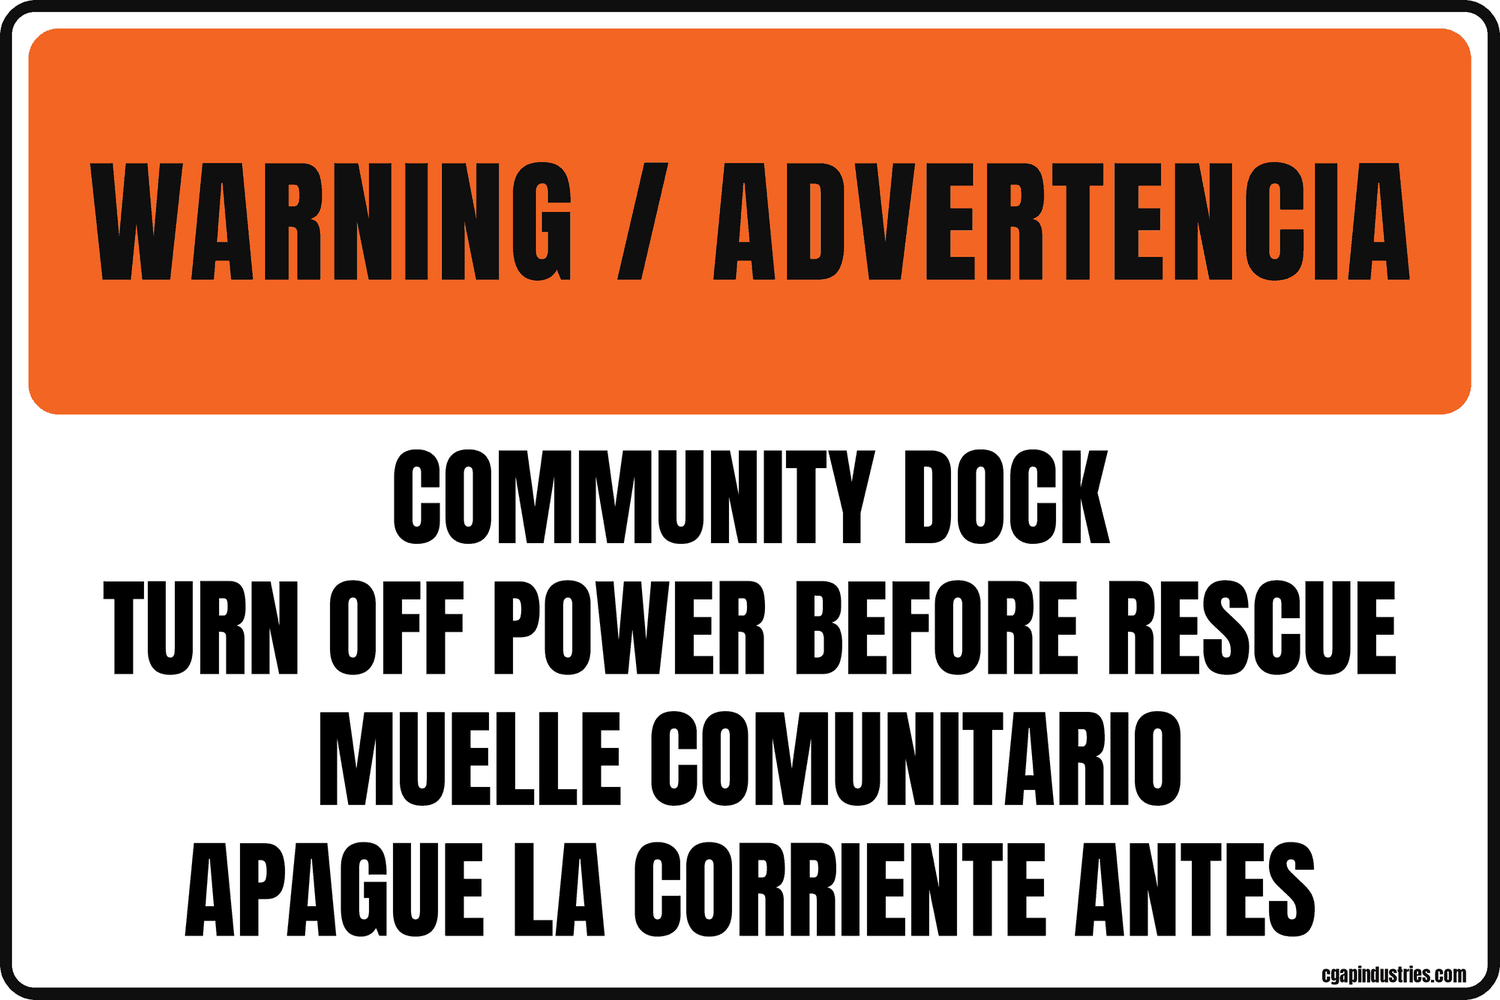 WARNING / ADVERTENCIA
COMMUNITY DOCK
TURN OFF POWER BEFORE RESCUE
MUELLE COMUNITARIO
APAGUE LA CORRIENTE ANTES
cgapindustries.com